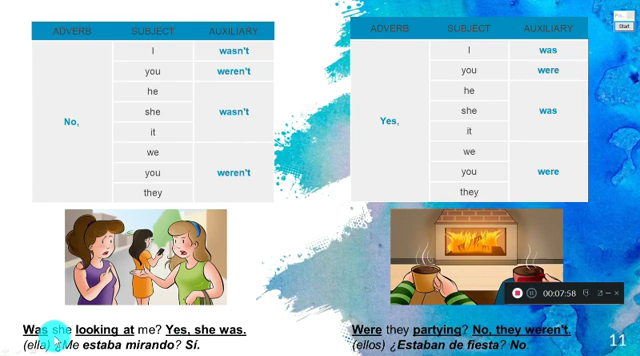 ADVERB SUBJECT AUXILIARY
I wasn't
you weren't
he
she wasn't
it
No,
we
you weren't
they
ADVERB SUBJECT AUXILIARY
I was
you were
he
she was
it
Yes,
we
you were
they
Was she looking at me? Yes, she was.
(ella) ¿Me estaba mirando? Sí.
Were they partying? No, they weren't.
(ellos) ¿Estaban de fiesta? No.
00:07:58
11